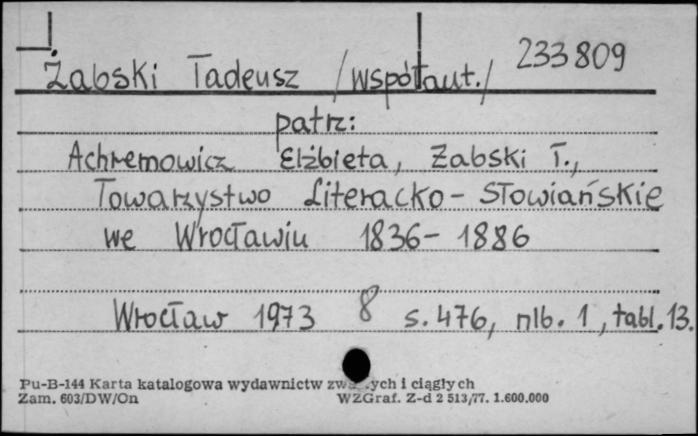 Żabski Tadeusz /współaut./ 233809
patrz:
Achremowicz Elżbieta, Żabski T.,
Towarzystwo Literacko-Słowiańskie
we Wrocławiu 1836-1886
Wrocław 1973 8 s. 476, nlb. 1, tabl. 13.
Pu-B-144 Karta katalogowa wydawnictw i ciągłych
Zam. 603/DW/On WZGraf. Z-d 2 513/77. 1.600.000